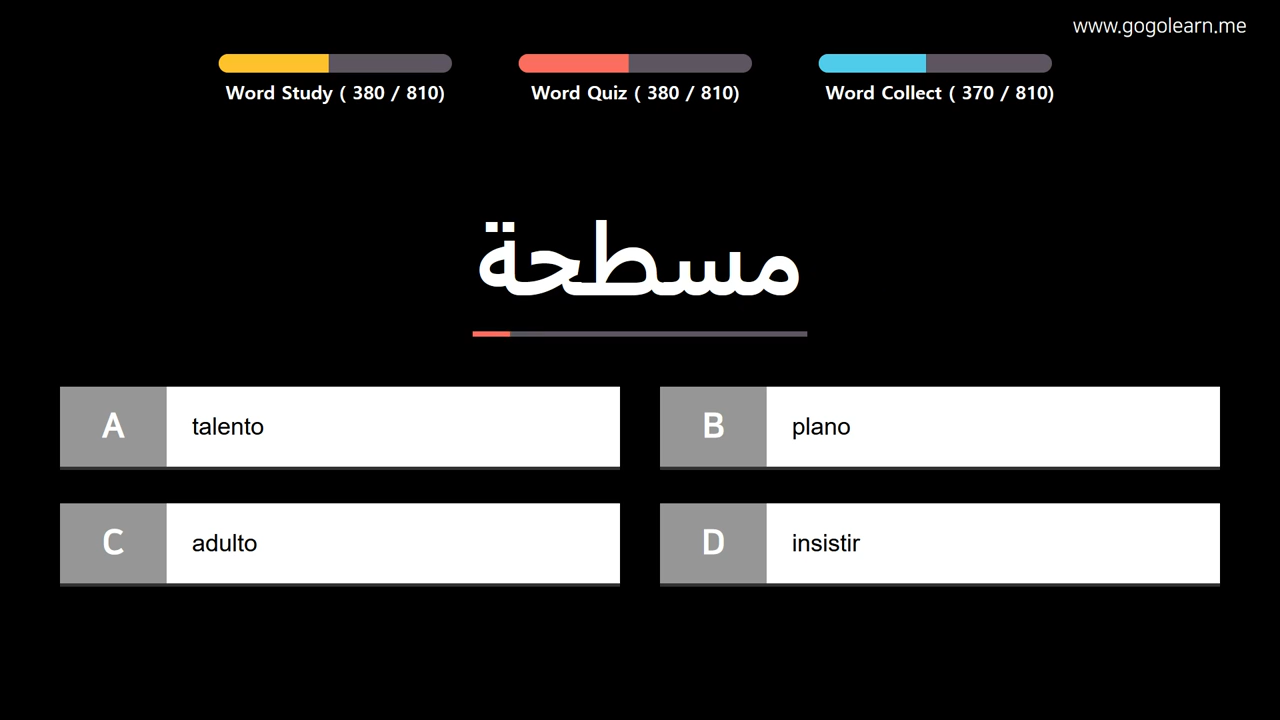 www.gogolearn.me
Word Study ( 380 / 810)
Word Quiz ( 380 / 810)
Word Collect ( 370 / 810)
مسطحة
A talento
B plano
C adulto
D insistir